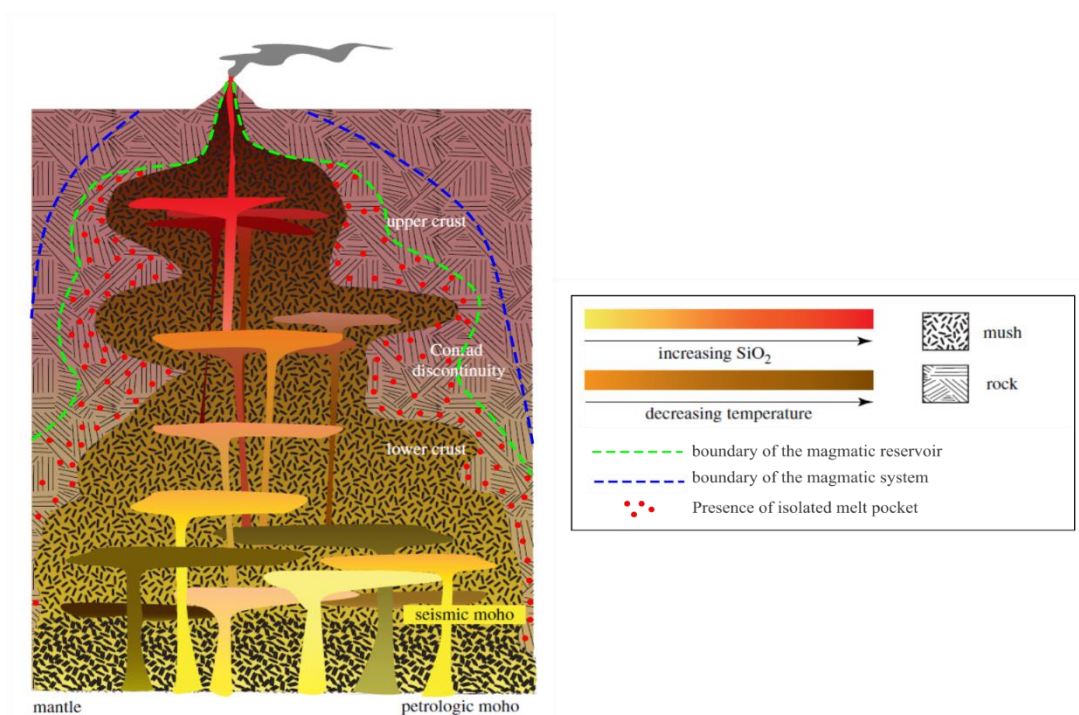 upper crust
Conrad
discontinuity
lower crust
seismic moho
mantle
petrologic moho
increasing SiO₂
decreasing temperature
mush
rock
boundary of the magmatic reservoir
boundary of the magmatic system
Presence of isolated melt pocket